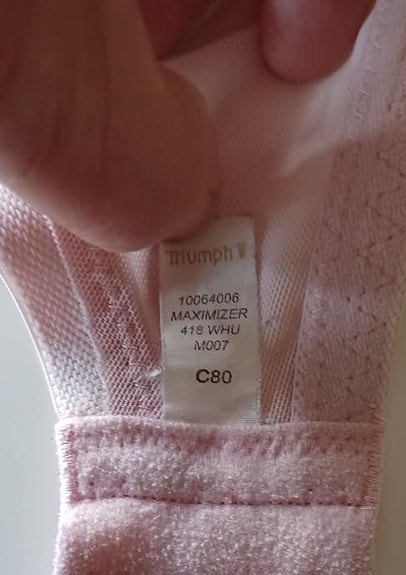 Triumph
10064006
MAXIMIZER
418 WHU
M007
C80